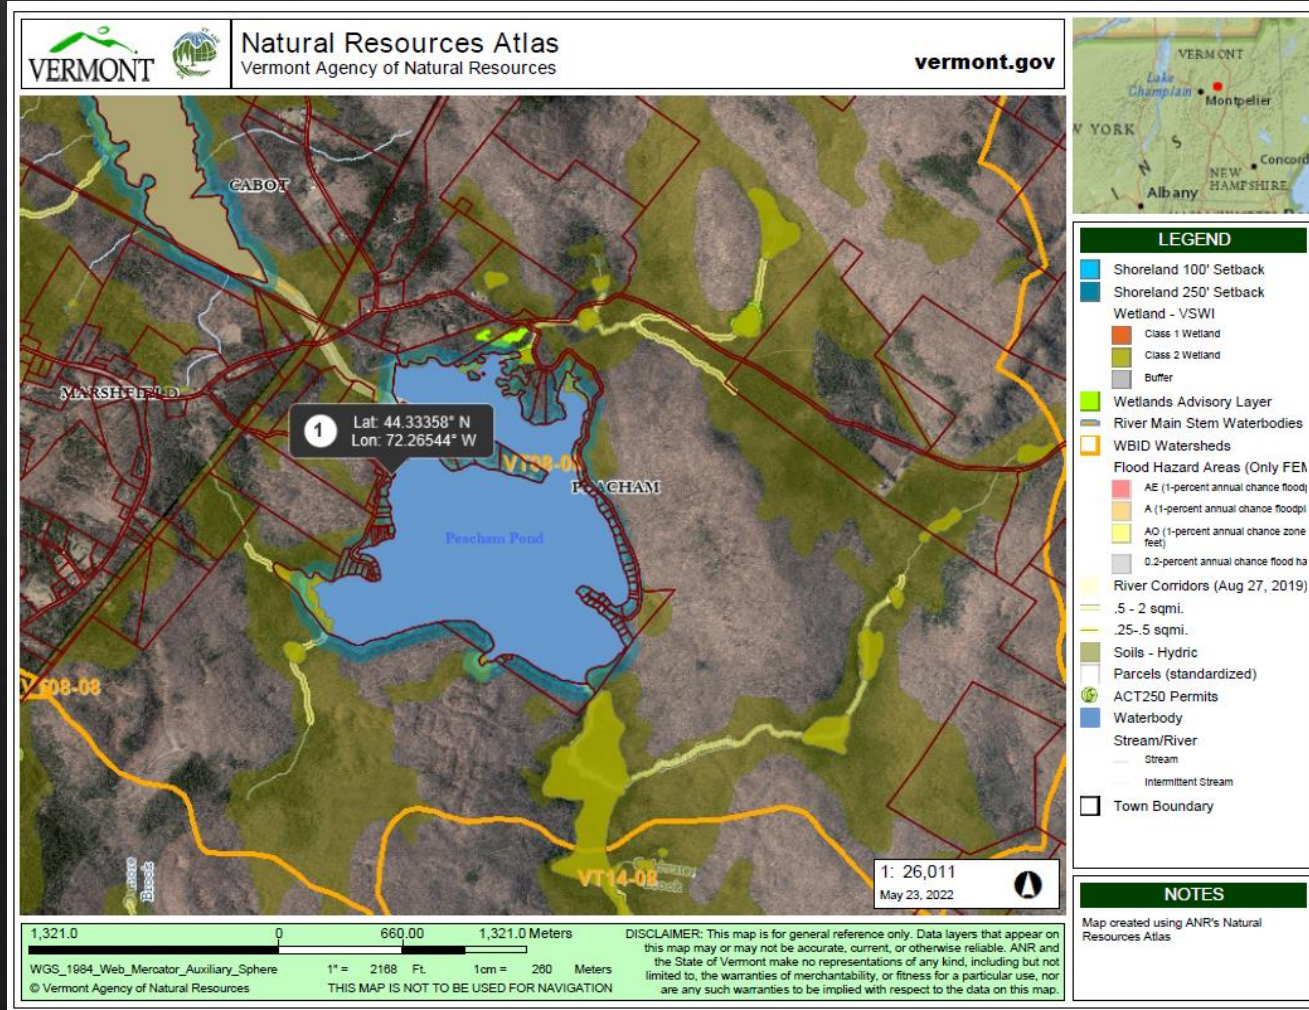 VERMONT
Natural Resources Atlas
Vermont Agency of Natural Resources
vermont.gov
VERMONT
Lake
Champlain
Montpelier
W YORK
Concord
NEW
HAMPSHIRE
Albany
CABOT
MARSHFIELD
1
Lat: 44.33358° N
Lon: 72.26544° W
PEACHAM
Peacham Pond
VT08-08
VT14-08
Brook
Brook
1: 26,011
May 23, 2022
LEGEND
Shoreland 100' Setback
Shoreland 250' Setback
Wetland - VSWI
Class 1 Wetland
Class 2 Wetland
Buffer
Wetlands Advisory Layer
River Main Stem Waterbodies
WBID Watersheds
Flood Hazard Areas (Only FEM
AE (1-percent annual chance floodp
A (1-percent annual chance floodpl
AO (1-percent annual chance zone
feet)
0.2-percent annual chance flood ha
River Corridors (Aug 27, 2019)
.5 - 2 sqmi.
.25-.5 sqmi.
Soils - Hydric
Parcels (standardized)
ACT250 Permits
Waterbody
Stream/River
Stream
Intermittent Stream
Town Boundary
NOTES
Map created using ANR's Natural
Resources Atlas
1,321.0 0 660.00 1,321.0 Meters
WGS_1984_Web_Mercator_Auxiliary_Sphere 1" = 2168 Ft. 1cm = 260 Meters
© Vermont Agency of Natural Resources THIS MAP IS NOT TO BE USED FOR NAVIGATION
DISCLAIMER: This map is for general reference only. Data layers that appear on
this map may or may not be accurate, current, or otherwise reliable. ANR and
the State of Vermont make no representations of any kind, including but not
limited to, the warranties of merchantability, or fitness for a particular use, nor
are any such warranties to be implied with respect to the data on this map.